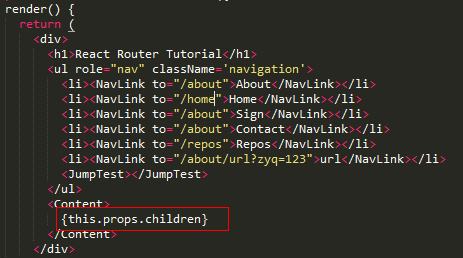 render() {
return (
<div>
<h1>React Router Tutorial</h1>
<ul role="nav" className='navigation'>
<li><NavLink to="/about">About</NavLink></li>
<li><NavLink to="/home">Home</NavLink></li>
<li><NavLink to="/about">Sign</NavLink></li>
<li><NavLink to="/about">Contact</NavLink></li>
<li><NavLink to="/repos">Repos</NavLink></li>
<li><NavLink to="/about/url?zyq=123">url</NavLink></li>
<JumpTest></JumpTest>
</ul>
<Content>
{this.props.children}
</Content>
</div>